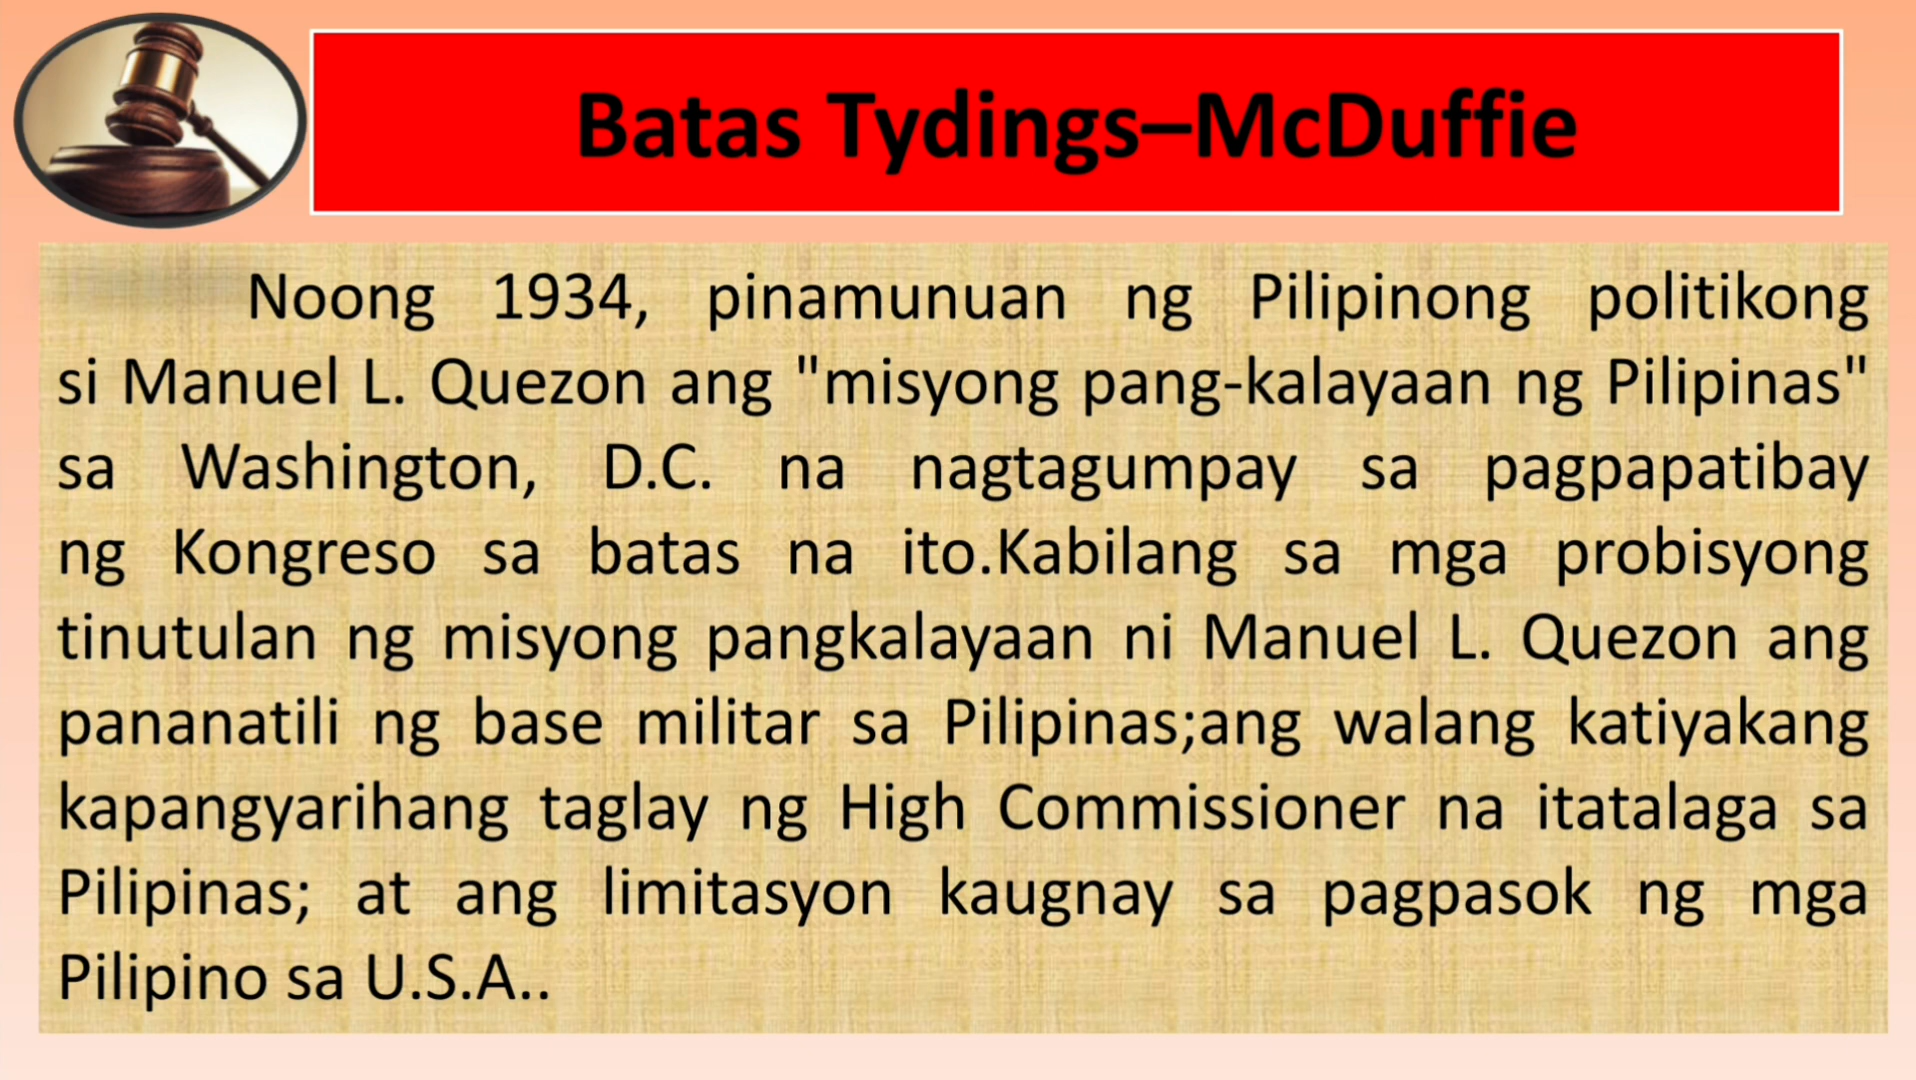 Batas Tydings–McDuffie
Noong 1934, pinamunuan ng Pilipinong politikong
si Manuel L. Quezon ang "misyong pang-kalayaan ng Pilipinas"
sa Washington, D.C. na nagtagumpay sa pagpapatibay
ng Kongreso sa batas na ito.Kabilang sa mga probisyong
tinutulan ng misyong pangkalayaan ni Manuel L. Quezon ang
pananatili ng base militar sa Pilipinas;ang walang katiyakang
kapangyarihang taglay ng High Commissioner na itatalaga sa
Pilipinas; at ang limitasyon kaugnay sa pagpasok ng mga
Pilipino sa U.S.A..